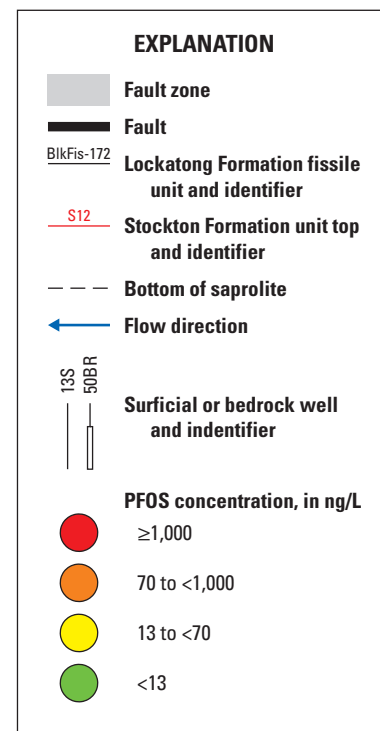 EXPLANATION
Fault zone
Fault
BlkFis-172
Lockatong Formation fissile
unit and identifier
S12
Stockton Formation unit top
and identifier
Bottom of saprolite
Flow direction
13S
50BR
Surficial or bedrock well
and indentifier
PFOS concentration, in ng/L
≥1,000
70 to <1,000
13 to <70
<13